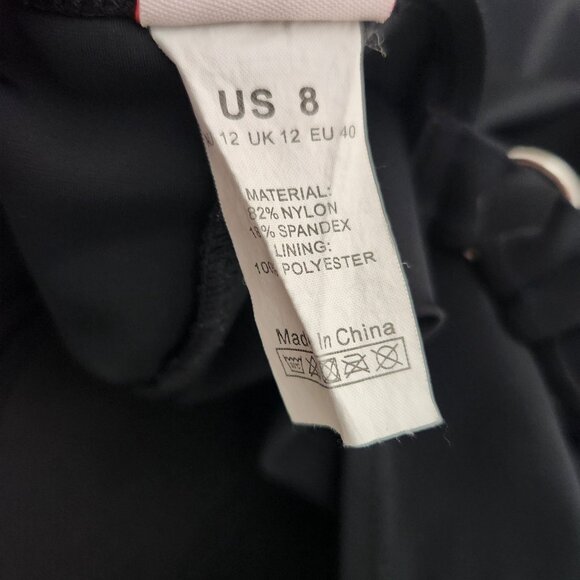 US 8
12 UK 12 EU 40
MATERIAL:
82% NYLON
18% SPANDEX
LINING:
100% POLYESTER
Made In China